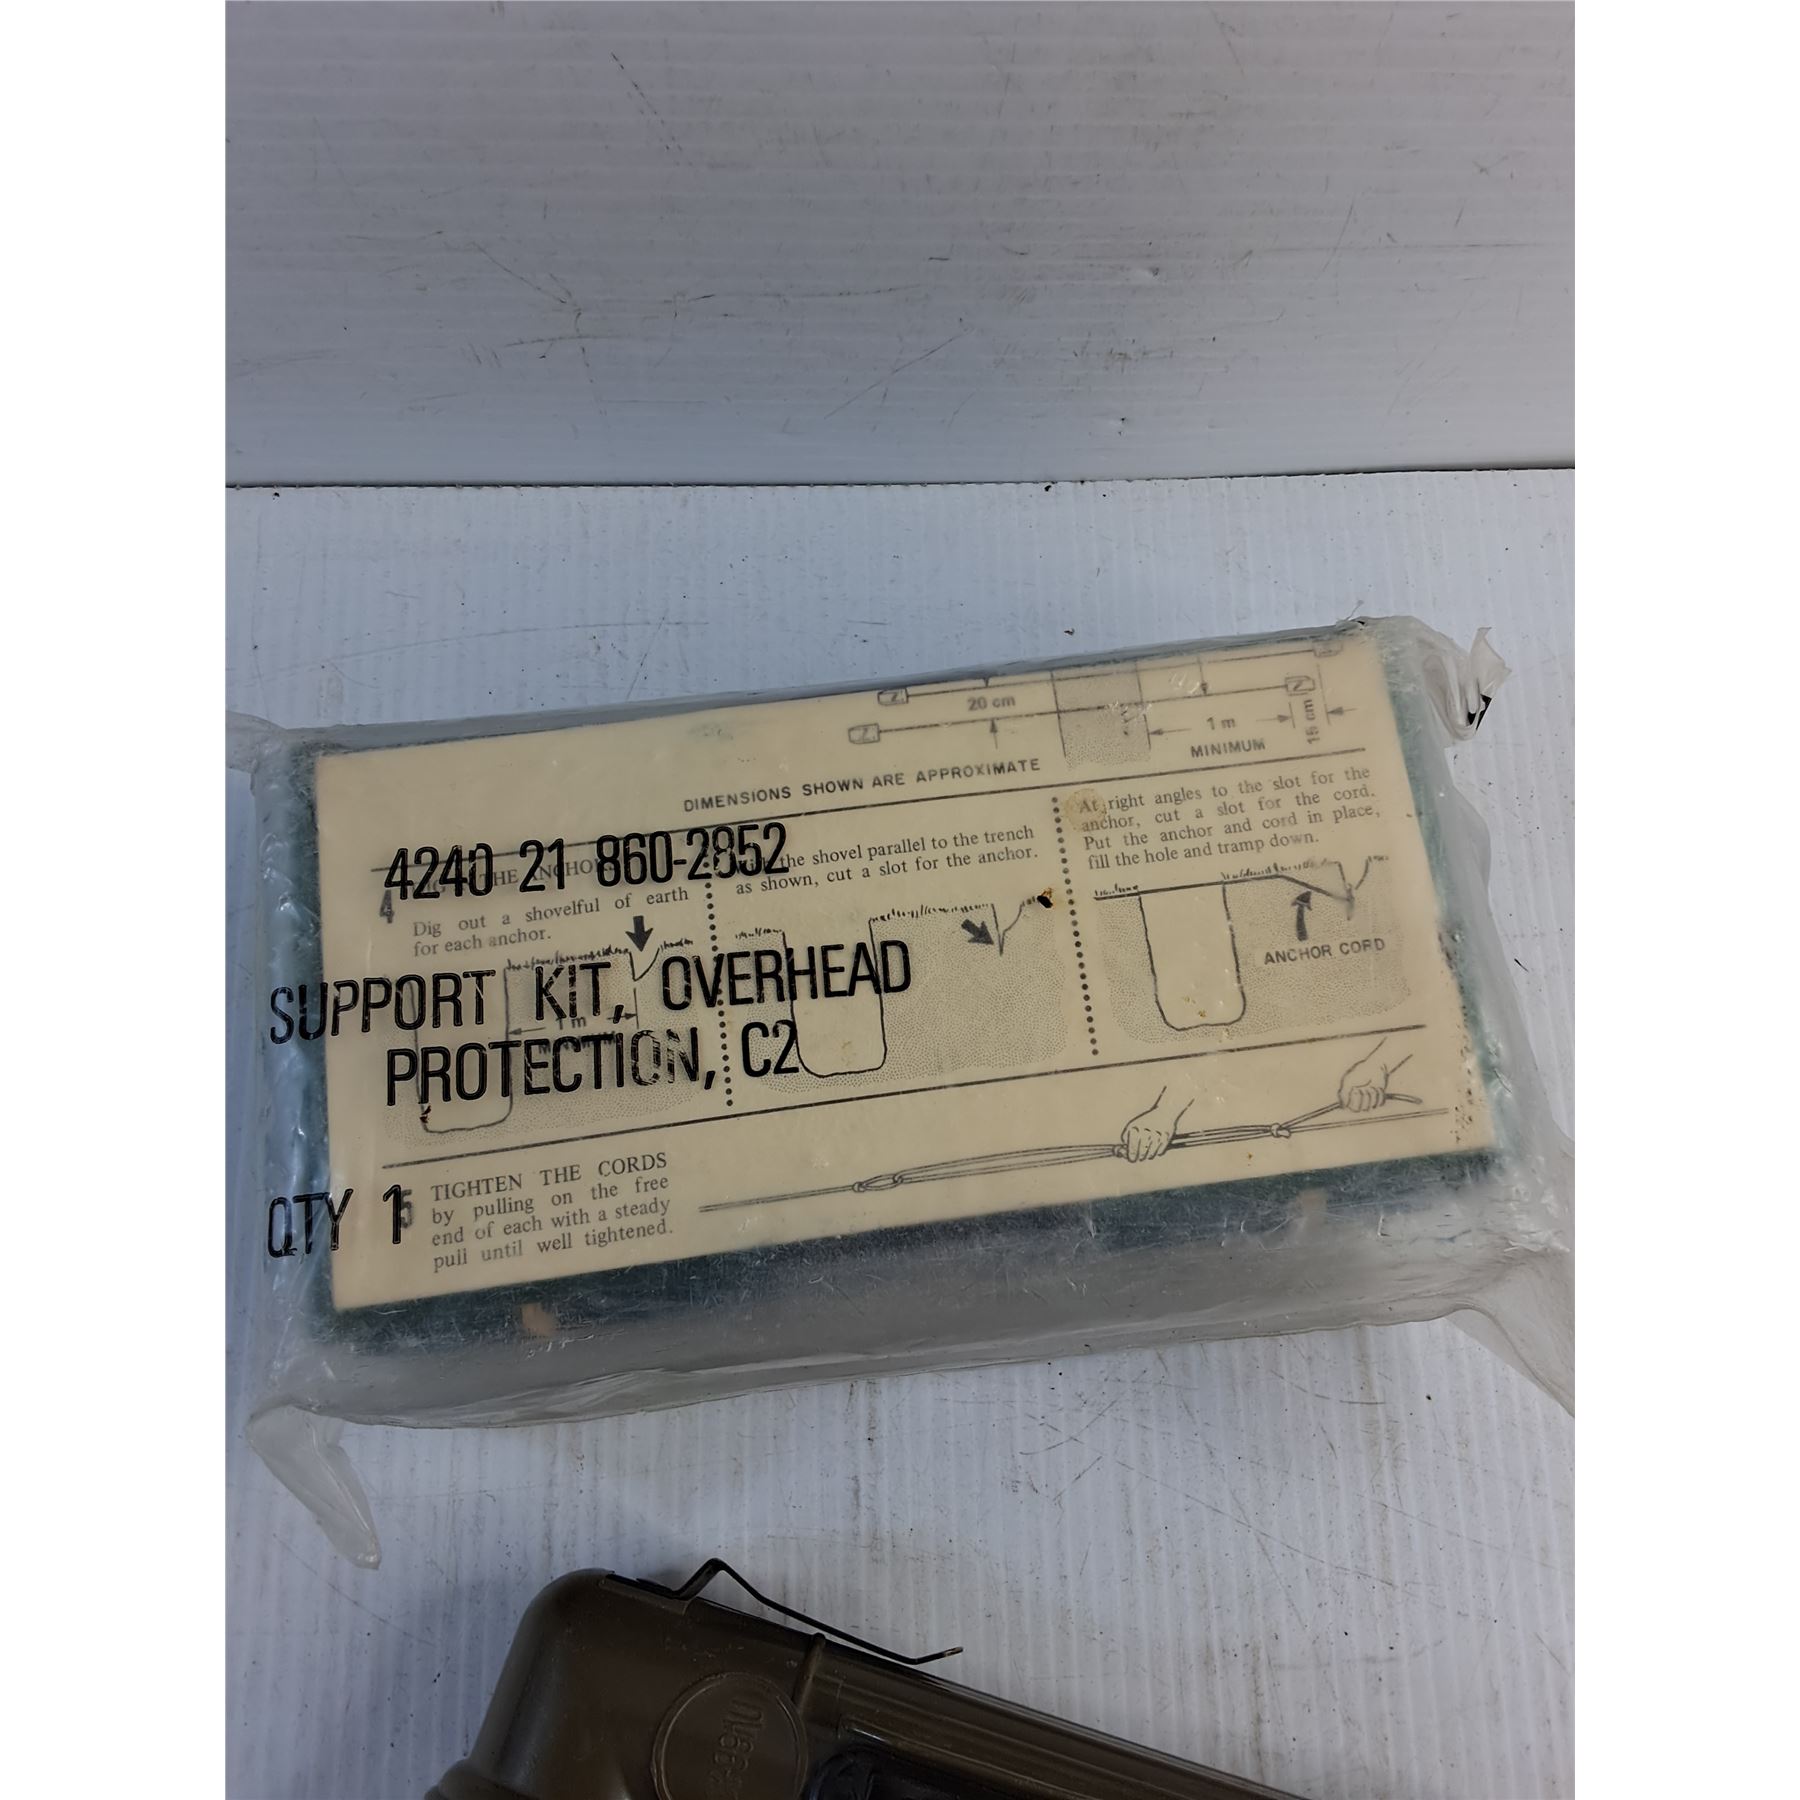 20 cm
1 m
15 cm
MINIMUM
DIMENSIONS SHOWN ARE APPROXIMATE
4240 21 860-2852
THE ANCHOR
4
Dig out a shovelful of earth
for each anchor.
1 m
the shovel parallel to the trench
as shown, cut a slot for the anchor.
At right angles to the slot for the
anchor, cut a slot for the cord.
Put the anchor and cord in place,
fill the hole and tramp down.
ANCHOR CORD
SUPPORT KIT, OVERHEAD
PROTECTION, C2
QTY 1
5
TIGHTEN THE CORDS
by pulling on the free
end of each with a steady
pull until well tightened.